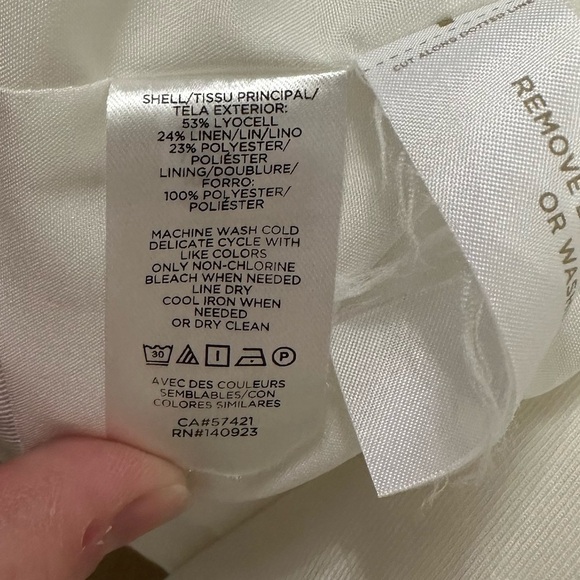 SHELL/TISSU PRINCIPAL/
TELA EXTERIOR:
53% LYOCELL
24% LINEN/LIN/LINO
23% POLYESTER/
POLIÉSTER
LINING/DOUBLURE/
FORRO:
100% POLYESTER/
POLIÉSTER
MACHINE WASH COLD
DELICATE CYCLE WITH
LIKE COLORS
ONLY NON-CHLORINE
BLEACH WHEN NEEDED
LINE DRY
COOL IRON WHEN
NEEDED
OR DRY CLEAN
30 P
AVEC DES COULEURS
SEMBLABLES/CON
COLORES SIMILARES
CA#57421
RN#140923
CUT ALONG DOTTED LINE
REMOVE
OR WASH